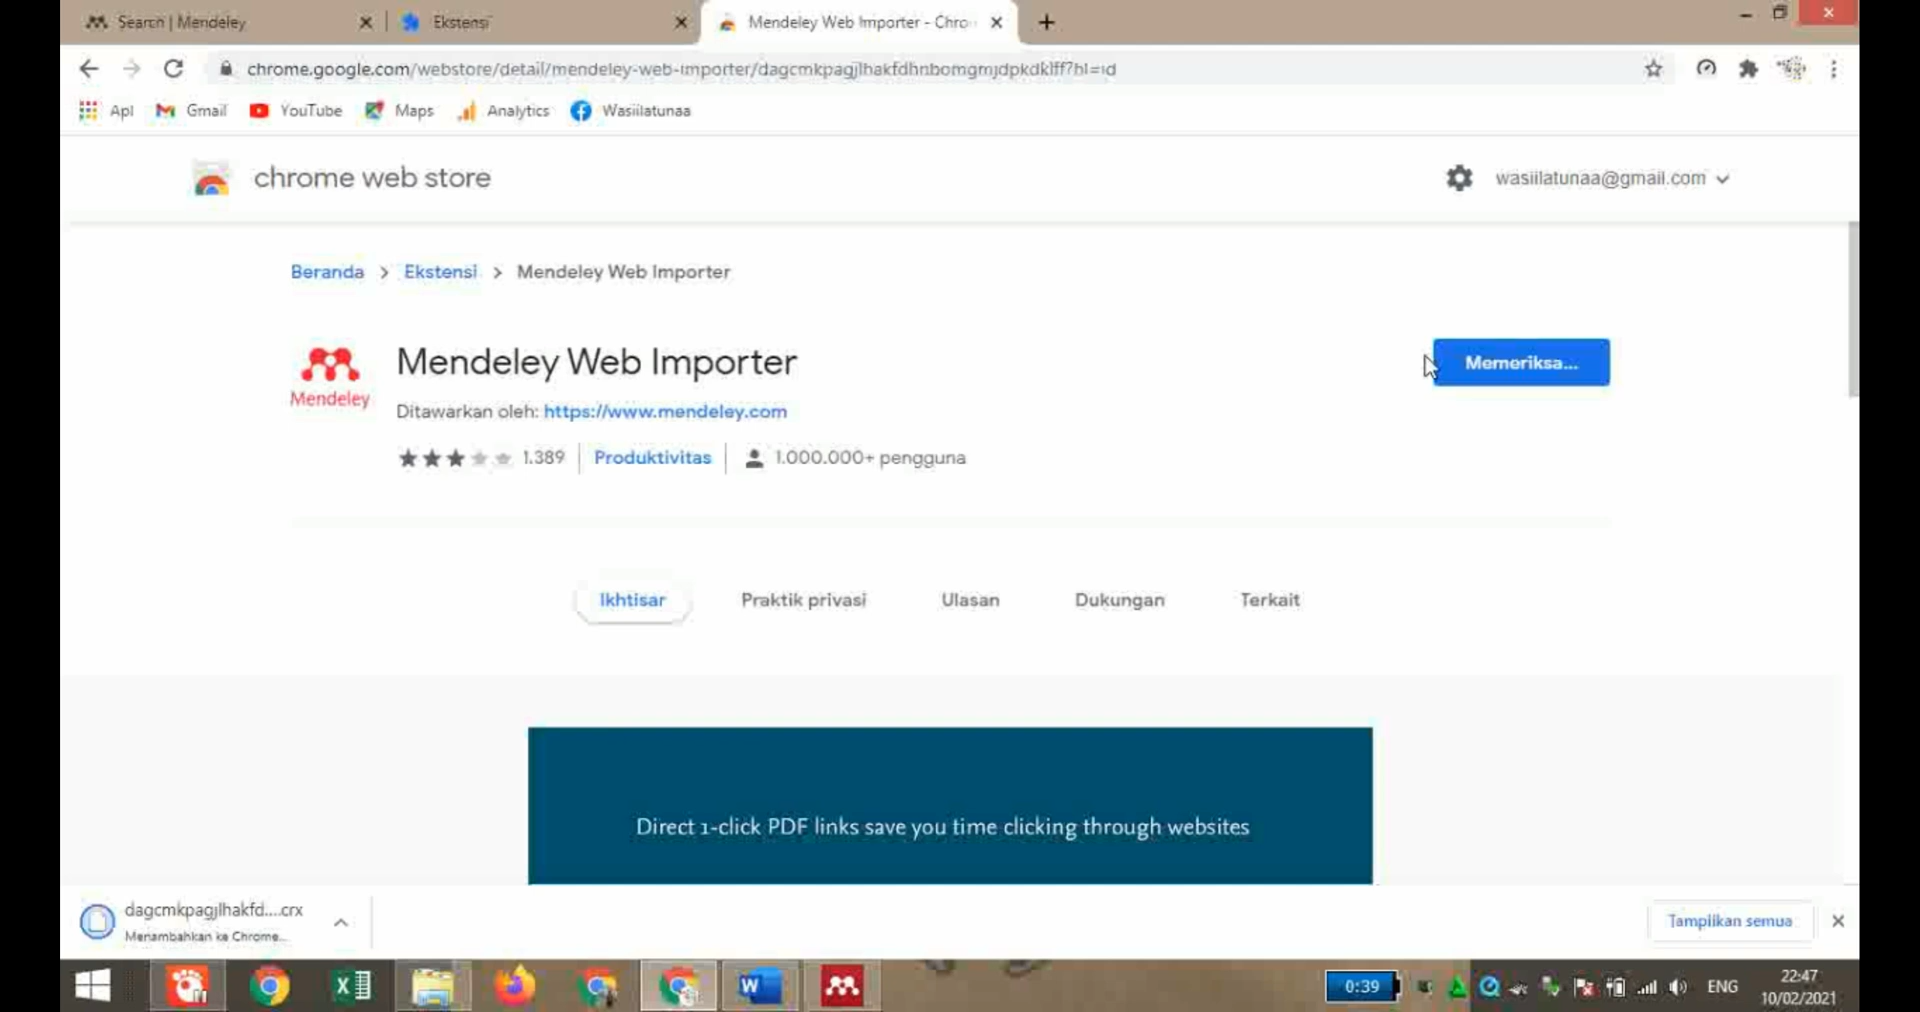 Search | Mendeley
Ekstensi
Mendeley Web Importer - Chro
chrome.google.com/webstore/detail/mendeley-web-importer/dagcmkpagjlhakfdhnbomgmjdpkdklff?hl=id
Apl
Gmail
YouTube
Maps
Analytics
Wasiilatunaa
chrome web store
wasiilatunaa@gmail.com
Beranda > Ekstensi > Mendeley Web Importer
Mendeley
Mendeley Web Importer
Memeriksa...
Ditawarkan oleh: https://www.mendeley.com
1.389
Produktivitas
1.000.000+ pengguna
Ikhtisar
Praktik privasi
Ulasan
Dukungan
Terkait
Direct 1-click PDF links save you time clicking through websites
dagcmkpagjlhakfd....crx
Menambahkan ke Chrome...
Tampilkan semua
0:39
ENG
22:47
10/02/2021